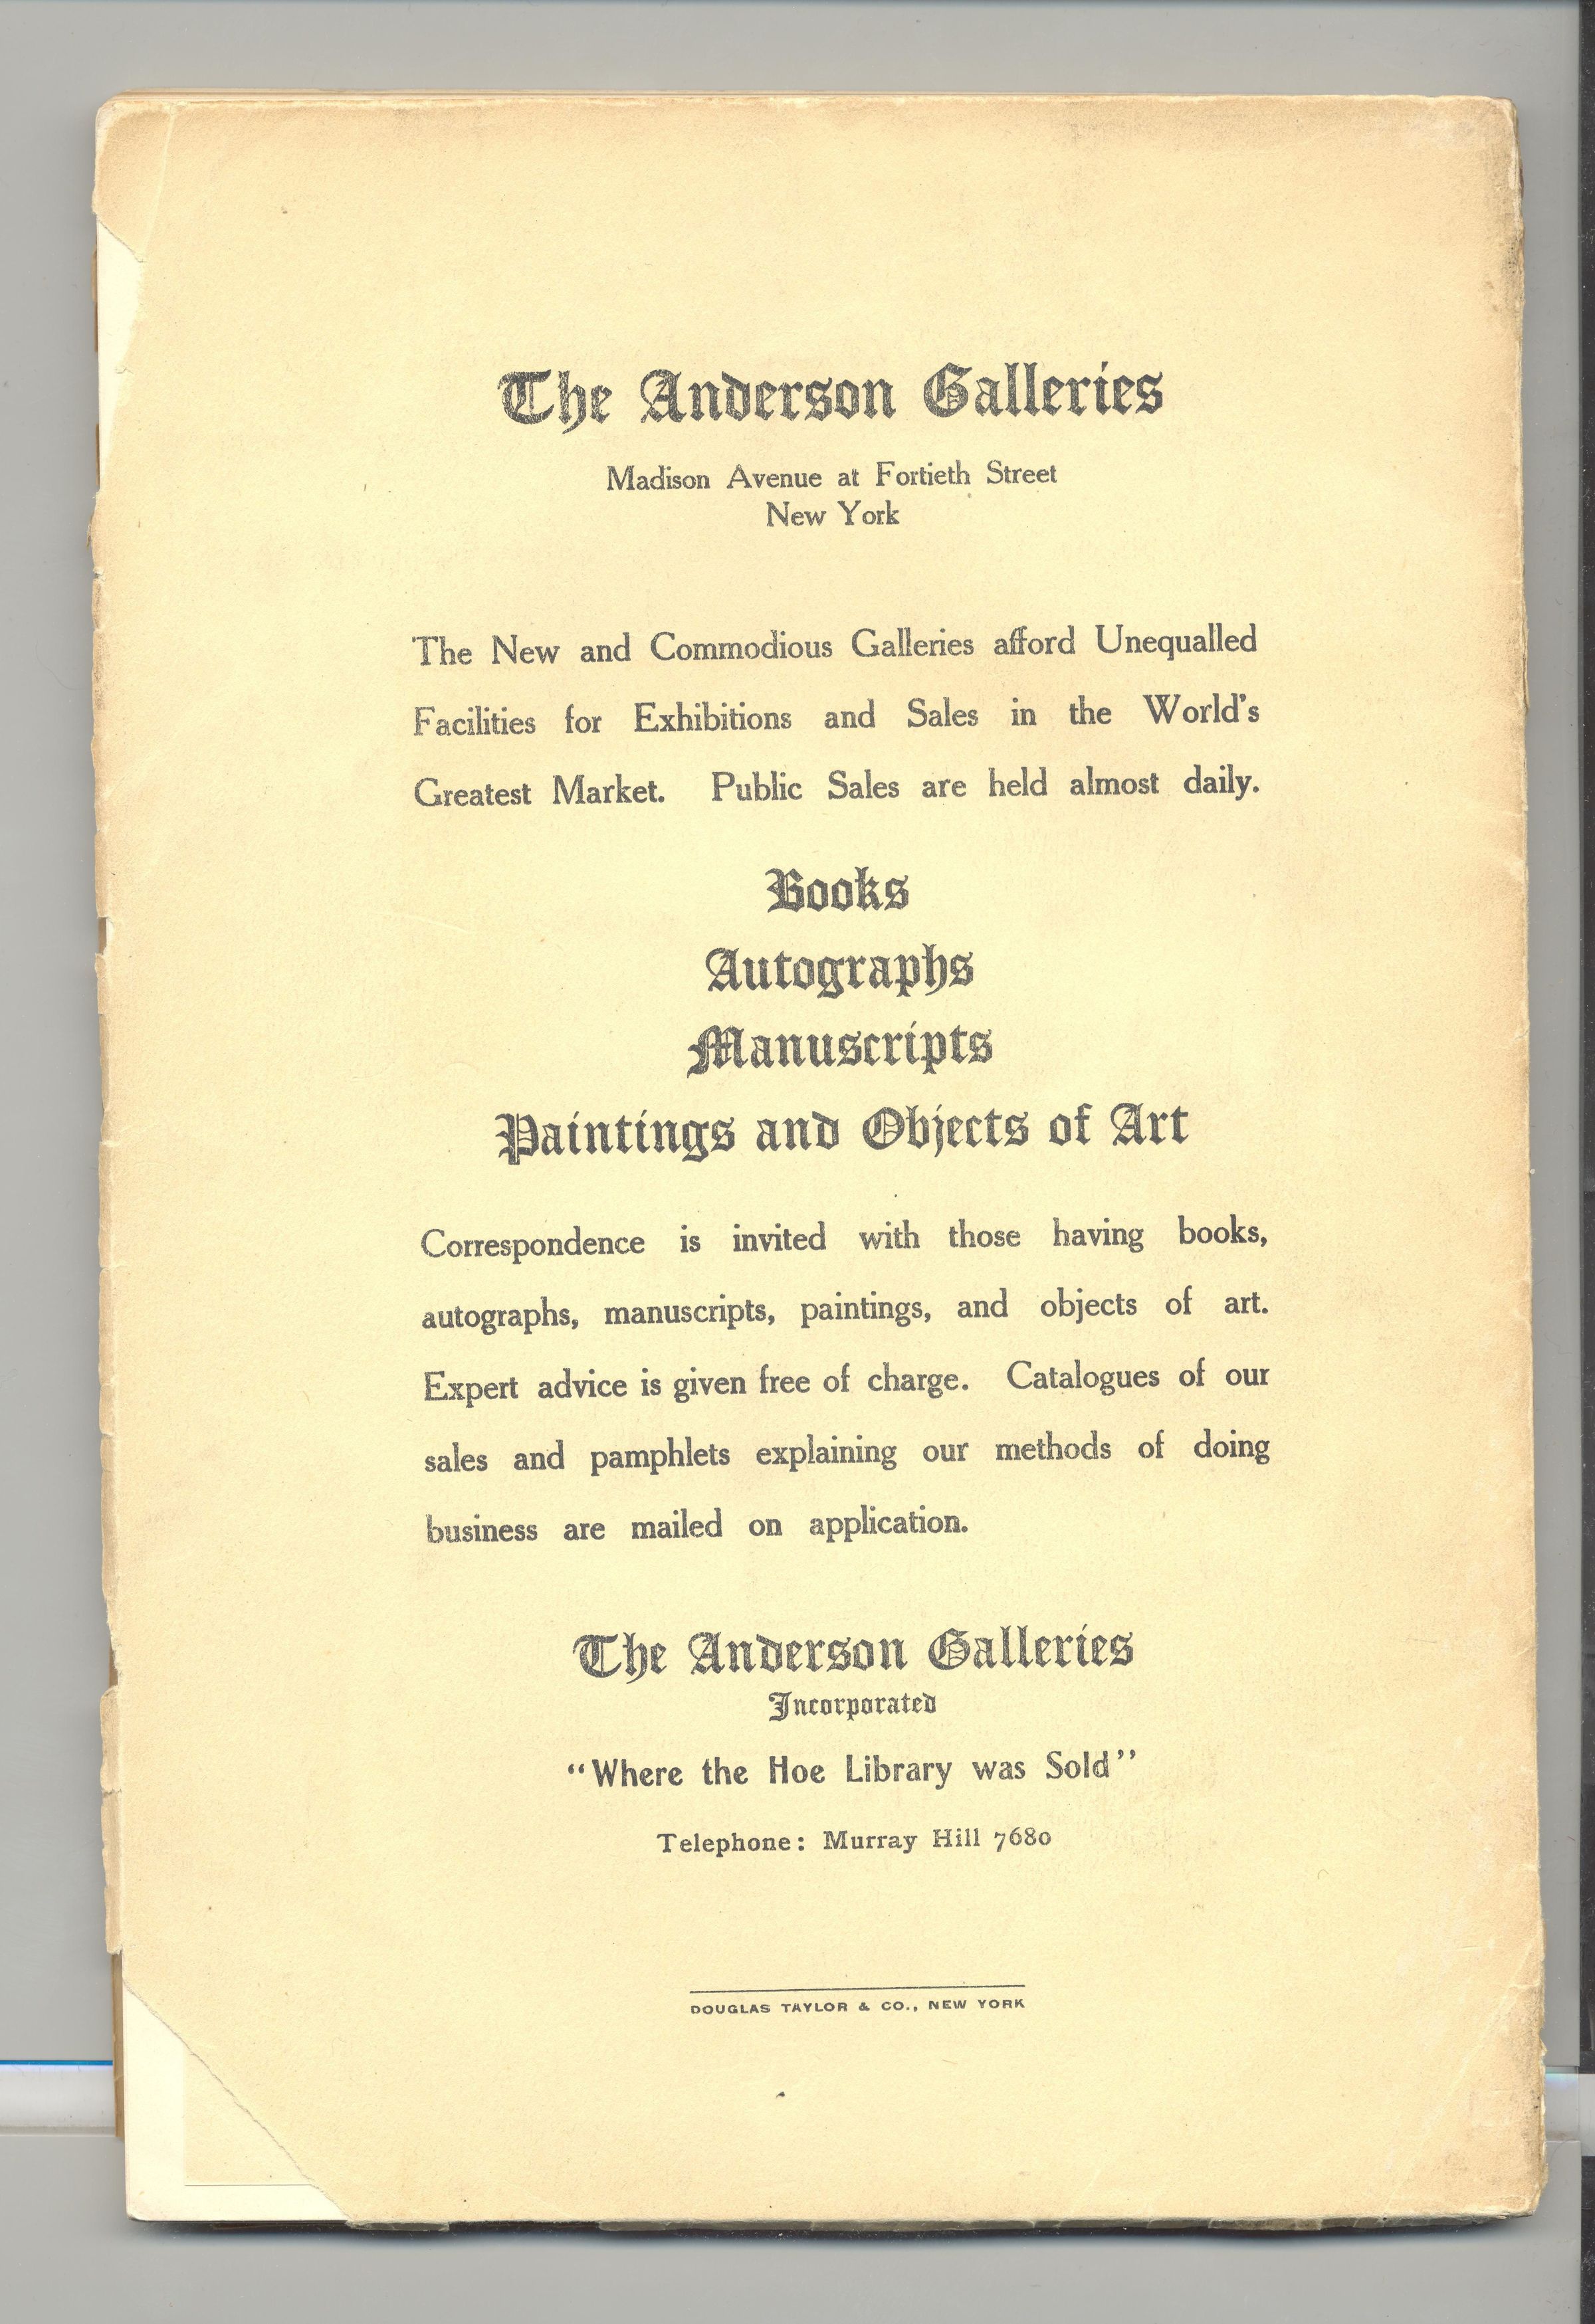 The Anderson Galleries
Madison Avenue at Fortieth Street
New York
The New and Commodious Galleries afford Unequalled
Facilities for Exhibitions and Sales in the World's
Greatest Market. Public Sales are held almost daily.
Books
Autographs
Manuscripts
Paintings and Objects of Art
Correspondence is invited with those having books,
autographs, manuscripts, paintings, and objects of art.
Expert advice is given free of charge. Catalogues of our
sales and pamphlets explaining our methods of doing
business are mailed on application.
The Anderson Galleries
Incorporated
“Where the Hoe Library was Sold”
Telephone: Murray Hill 7680
DOUGLAS TAYLOR & CO., NEW YORK